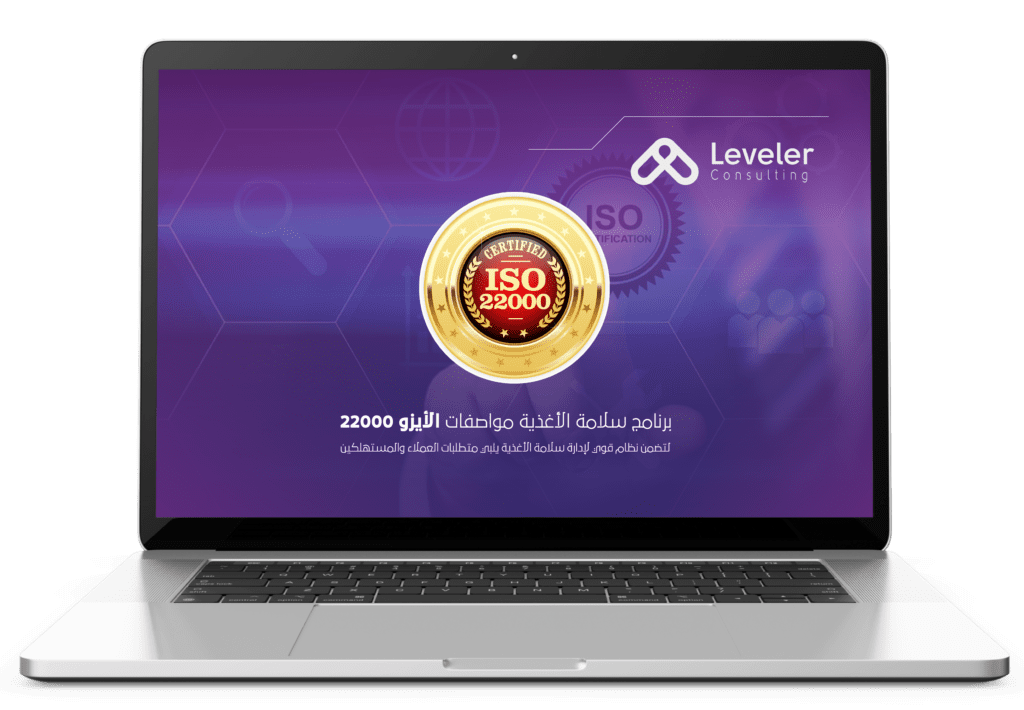 Leveler
Consulting
ISO
CERTIFIED
ISO
22000
برنامج سلامة الأغذية مواصفات الأيزو 22000
لتضمن نظام قوي لإدارة سلامة الأغذية يلبي متطلبات العملاء والمستهلكين